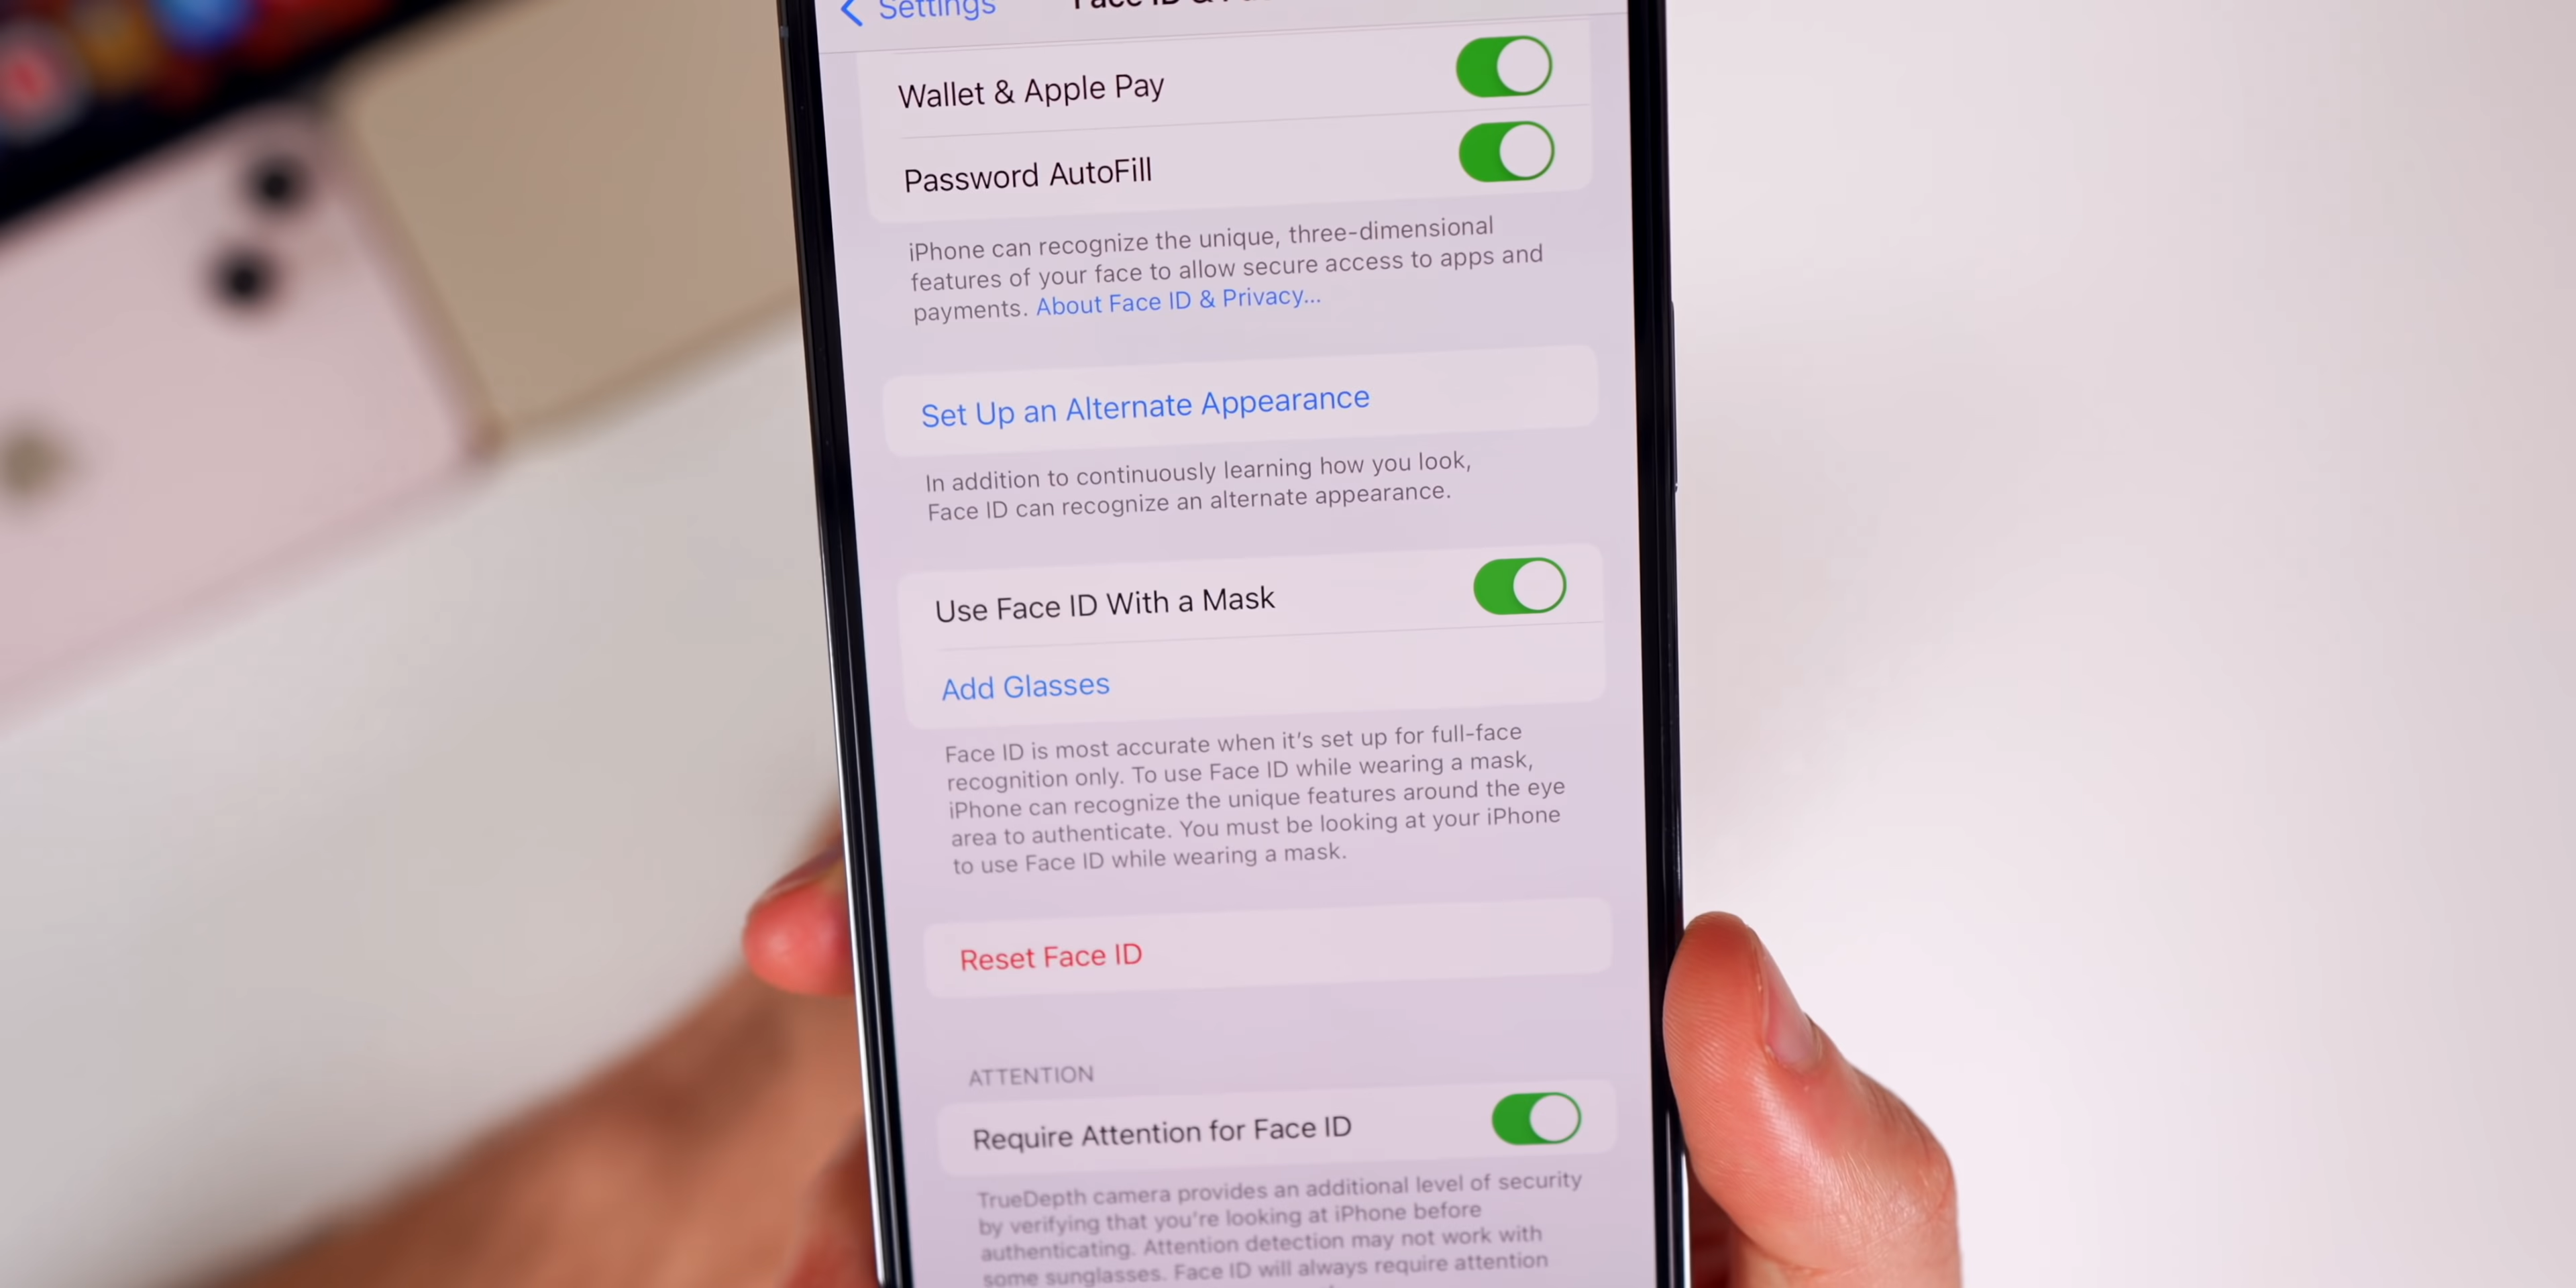 Settings
Face ID &
Wallet & Apple Pay
Password AutoFill
iPhone can recognize the unique, three-dimensional
features of your face to allow secure access to apps and
payments. About Face ID & Privacy...
Set Up an Alternate Appearance
In addition to continuously learning how you look,
Face ID can recognize an alternate appearance.
Use Face ID With a Mask
Add Glasses
Face ID is most accurate when it's set up for full-face
recognition only. To use Face ID while wearing a mask,
iPhone can recognize the unique features around the eye
area to authenticate. You must be looking at your iPhone
to use Face ID while wearing a mask.
Reset Face ID
ATTENTION
Require Attention for Face ID
TrueDepth camera provides an additional level of security
by verifying that you're looking at iPhone before
authenticating. Attention detection may not work with
some sunglasses. Face ID will always require attention